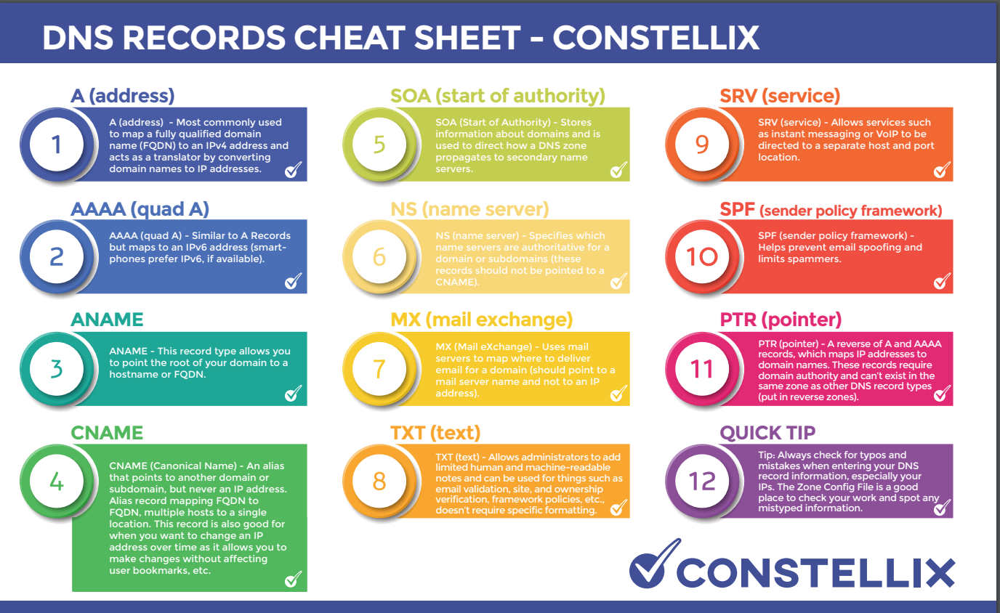 DNS RECORDS CHEAT SHEET - CONSTELLIX
A (address)
1
A (address) - Most commonly used
to map a fully qualified domain
name (FQDN) to an IPv4 address and
acts as a translator by converting
domain names to IP addresses.
AAAA (quad A)
2
AAAA (quad A) - Similar to A Records
but maps to an IPv6 address (smart-
phones prefer IPv6, if available).
ANAME
3
ANAME - This record type allows you
to point the root of your domain to a
hostname or FQDN.
CNAME
4
CNAME (Canonical Name) - An alias
that points to another domain or
subdomain, but never an IP address.
Alias record mapping FQDN to
FQDN, multiple hosts to a single
location. This record is also good for
when you want to change an IP
address over time as it allows you to
make changes without affecting
user bookmarks, etc.
SOA (start of authority)
5
SOA (Start of Authority) - Stores
information about domains and is
used to direct how a DNS zone
propagates to secondary name
servers.
NS (name server)
6
NS (name server) - Specifies which
name servers are authoritative for a
domain or subdomains (these
records should not be pointed to a
CNAME).
MX (mail exchange)
7
MX (Mail eXchange) - Uses mail
servers to map where to deliver
email for a domain (should point to a
mail server name and not to an IP
address).
TXT (text)
8
TXT (text) - Allows administrators to add
limited human and machine-readable
notes and can be used for things such as
email validation, site, and ownership
verification, framework policies, etc.,
doesn't require specific formatting.
SRV (service)
9
SRV (service) - Allows services such
as instant messaging or VoIP to be
directed to a separate host and port
location.
SPF (sender policy framework)
10
SPF (sender policy framework) -
Helps prevent email spoofing and
limits spammers.
PTR (pointer)
11
PTR (pointer) - A reverse of A and AAAA
records, which maps IP addresses to
domain names. These records require
domain authority and can't exist in the
same zone as other DNS record types
(put in reverse zones).
QUICK TIP
12
Tip: Always check for typos and
mistakes when entering your DNS
record information, especially your
IPs. The Zone Config File is a good
place to check your work and spot any
mistyped information.
CONSTELLIX